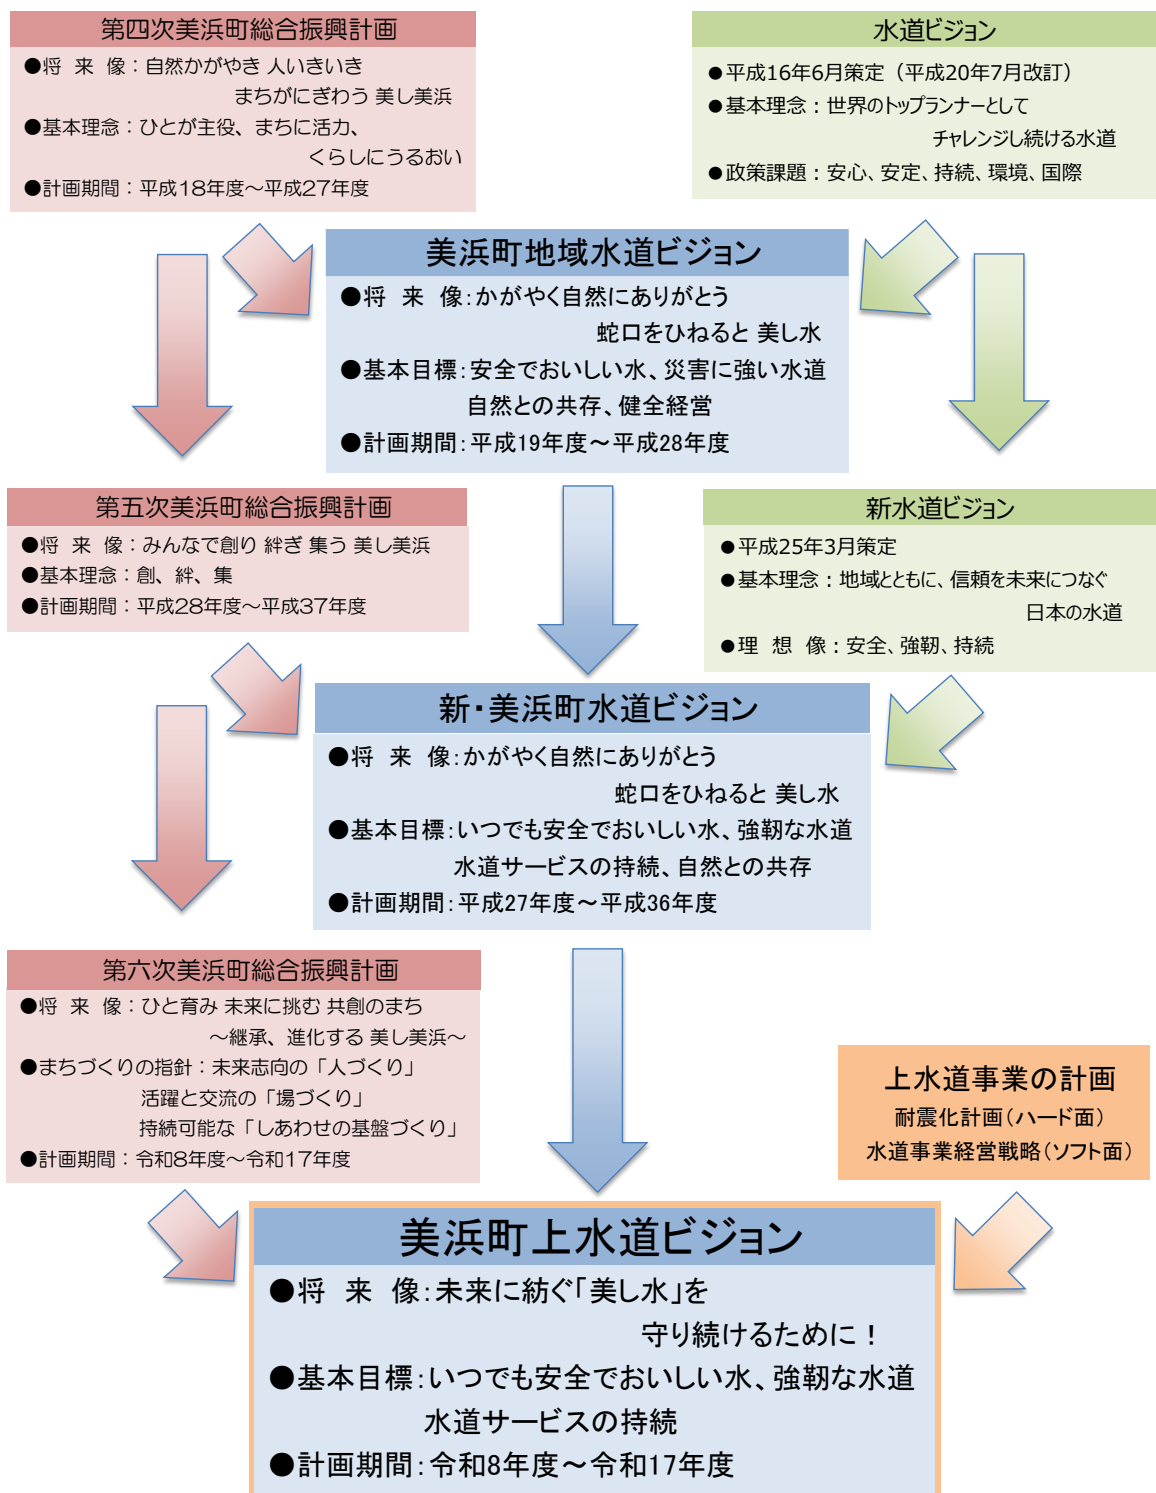 第四次美浜町総合振興計画
●将 来 像：自然かがやき 人いきいき
まちがにぎわう 美し美浜
●基本理念：ひとが主役、まちに活力、
くらしにうるおい
●計画期間：平成18年度～平成27年度
水道ビジョン
●平成16年6月策定（平成20年7月改訂）
●基本理念：世界のトップランナーとして
チャレンジし続ける水道
●政策課題：安心、安定、持続、環境、国際
美浜町地域水道ビジョン
●将 来 像：かがやく自然にありがとう
蛇口をひねると 美し水
●基本目標：安全でおいしい水、災害に強い水道
自然との共存、健全経営
●計画期間：平成19年度～平成28年度
第五次美浜町総合振興計画
●将 来 像：みんなで創り 絆ぎ 集う 美し美浜
●基本理念：創、絆、集
●計画期間：平成28年度～平成37年度
新水道ビジョン
●平成25年3月策定
●基本理念：地域とともに、信頼を未来につなぐ
日本の水道
●理 想 像：安全、強靭、持続
新・美浜町水道ビジョン
●将 来 像：かがやく自然にありがとう
蛇口をひねると 美し水
●基本目標：いつでも安全でおいしい水、強靭な水道
水道サービスの持続、自然との共存
●計画期間：平成27年度～平成36年度
第六次美浜町総合振興計画
●将 来 像：ひと育み 未来に挑む 共創のまち
～継承、進化する 美し美浜～
●まちづくりの指針：未来志向の「人づくり」
活躍と交流の「場づくり」
持続可能な「しあわせの基盤づくり」
●計画期間：令和8年度～令和17年度
上水道事業の計画
耐震化計画（ハード面）
水道事業経営戦略（ソフト面）
美浜町上水道ビジョン
●将 来 像：未来に紡ぐ「美し水」を
守り続けるために！
●基本目標：いつでも安全でおいしい水、強靭な水道
水道サービスの持続
●計画期間：令和8年度～令和17年度